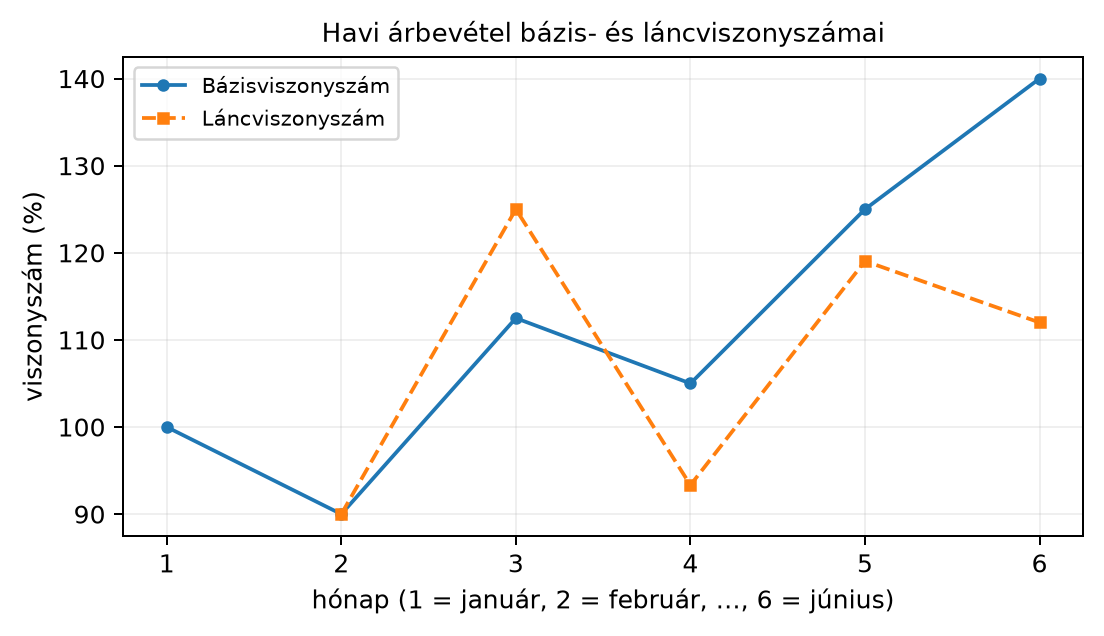 Havi árbevétel bázis- és láncviszonyszámai
Bázisviszonyszám
Láncviszonyszám
viszonyszám (%)
140
130
120
110
100
90
1 2 3 4 5 6
hónap (1 = január, 2 = február, ..., 6 = június)